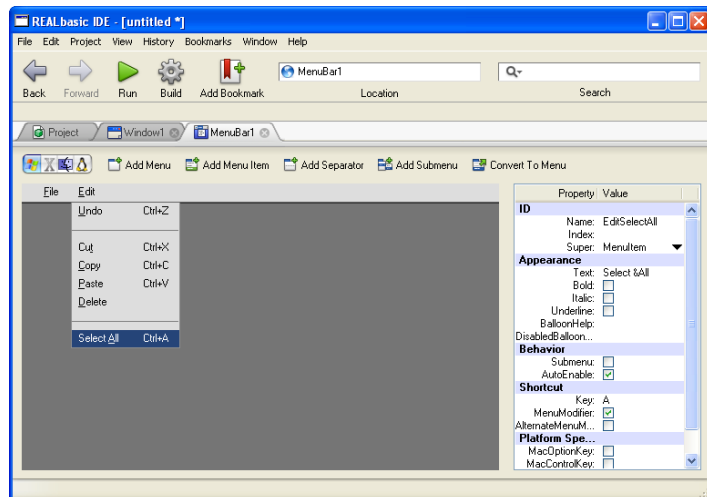 REALbasic IDE - [untitled *]
File Edit Project View History Bookmarks Window Help
MenuBar1
Back Forward Run Build Add Bookmark Location Search
Project Window1 MenuBar1
Add Menu Add Menu Item Add Separator Add Submenu Convert To Menu
File Edit
Undo Ctrl+Z
Cut Ctrl+X
Copy Ctrl+C
Paste Ctrl+V
Delete
Select All Ctrl+A
Property Value
ID
Name: EditSelectAll
Index:
Super: MenuItem
Appearance
Text: Select &All
Bold:
Italic:
Underline:
BalloonHelp:
DisabledBalloon...
Behavior
Submenu:
AutoEnable:
Shortcut
Key: A
MenuModifier:
AlternateMenuM...
Platform Spe...
MacOptionKey:
MacControlKey: